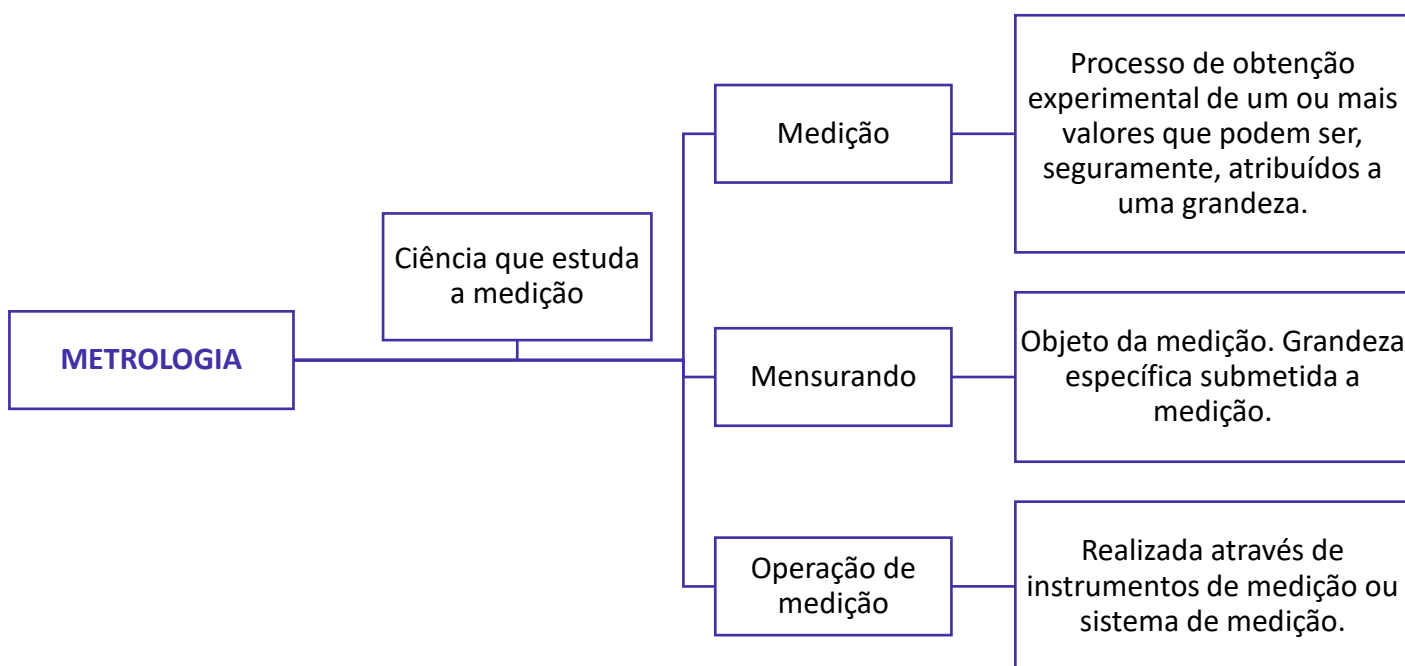 METROLOGIA
Ciência que estuda
a medição
Medição
Processo de obtenção
experimental de um ou mais
valores que podem ser,
seguramente, atribuídos a
uma grandeza.
Mensurando
Objeto da medição. Grandeza
específica submetida a
medição.
Operação de
medição
Realizada através de
instrumentos de medição ou
sistema de medição.